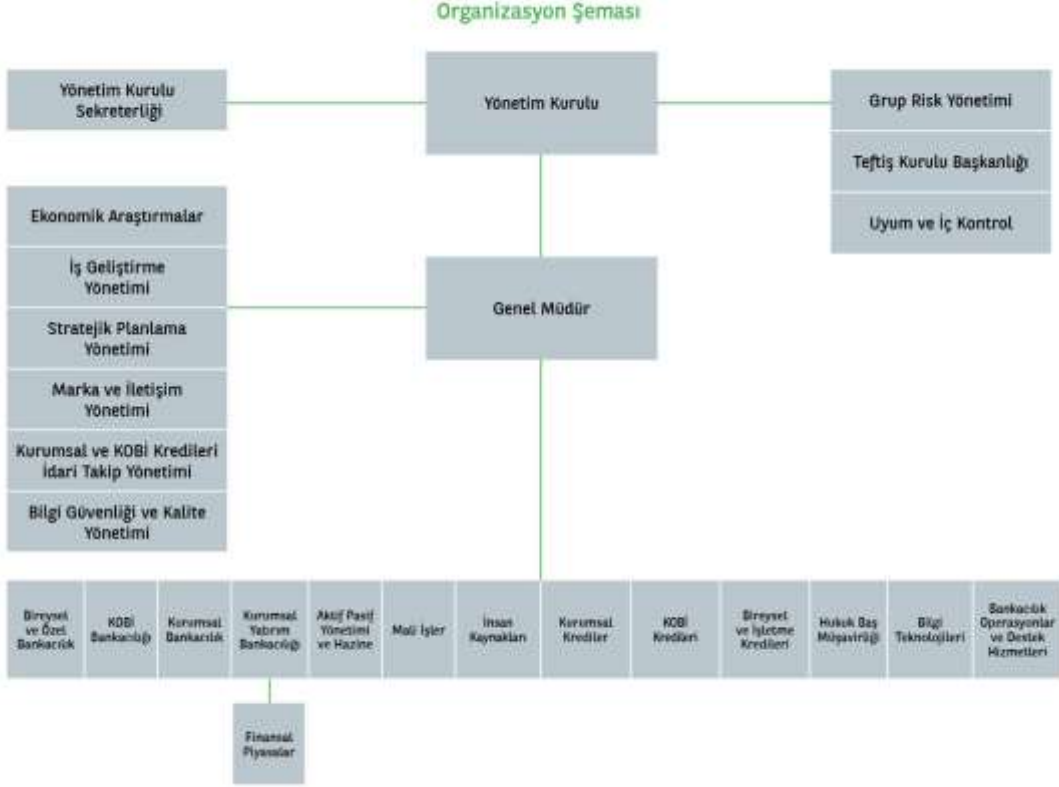 Organizasyon Şeması
Yönetim Kurulu
Sekreterliği
Yönetim Kurulu
Grup Risk Yönetimi
Teftiş Kurulu Başkanlığı
Uyum ve İç Kontrol
Ekonomik Araştırmalar
İş Geliştirme
Yönetimi
Stratejik Planlama
Yönetimi
Marka ve İletişim
Yönetimi
Kurumsal ve KOBİ Kredileri
İdari Takip Yönetimi
Bilgi Güvenliği ve Kalite
Yönetimi
Genel Müdür
Bireysel
ve Özel
Bankacılık
KOBİ
Bankacılığı
Kurumsal
Bankacılık
Kurumsal
Yatırım
Bankacılığı
Aktif Pasif
Yönetimi
ve Hazine
Mali İşler
İnsan
Kaynakları
Kurumsal
Krediler
KOBİ
Kredileri
Bireysel
ve İşletme
Kredileri
Hukuk Baş
Müşavirliği
Bilgi
Teknolojileri
Bankacılık
Operasyonlar
ve Destek
Hizmetleri
Finansal
Piyasalar